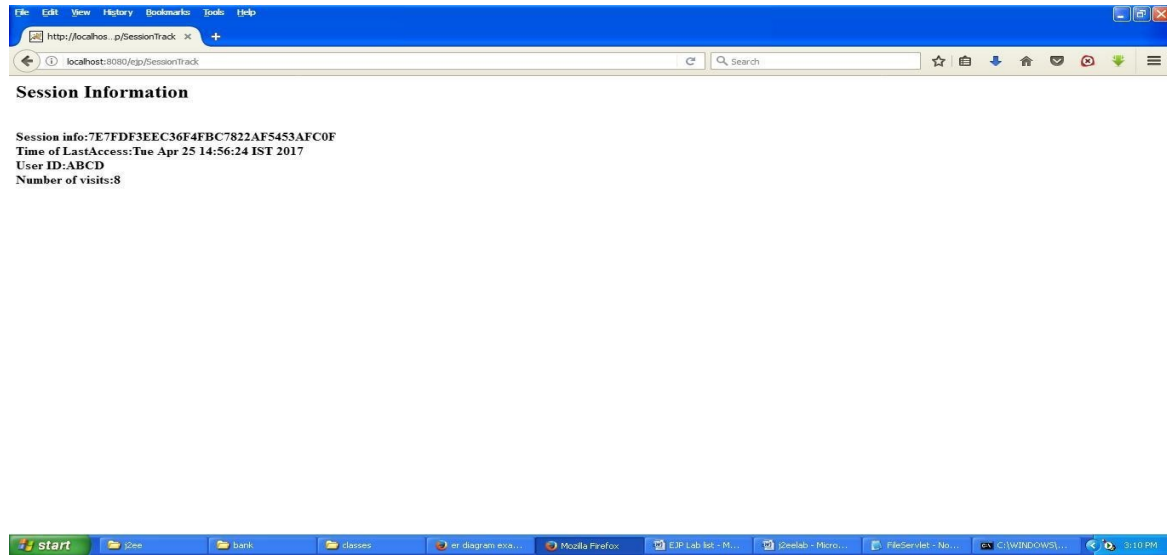 File Edit View History Bookmarks Tools Help
http://localhos...p/SessionTrack
localhost:8080/ejp/SessionTrack
Search
Session Information
Session info:7E7FDF3EEC36F4FBC7822AF5453AFC0F
Time of LastAccess:Tue Apr 25 14:56:24 IST 2017
User ID:ABCD
Number of visits:8
start
j2ee
bank
classes
er diagram exa...
Mozilla Firefox
EJP Lab list - M...
j2eelab - Micro...
FileServlet - No...
C:\WINDOWS\...
3:10 PM